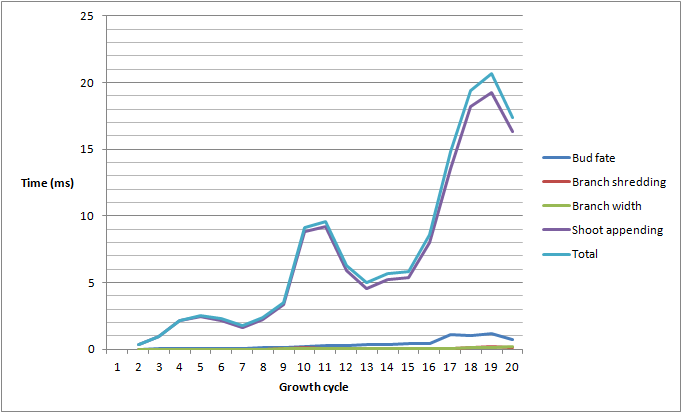 25
20
15
10
5
0
Time (ms)
1 2 3 4 5 6 7 8 9 10 11 12 13 14 15 16 17 18 19 20
Growth cycle
Bud fate
Branch shredding
Branch width
Shoot appending
Total